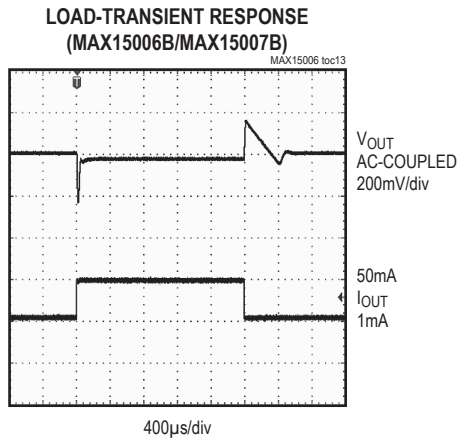 LOAD-TRANSIENT RESPONSE
(MAX15006B/MAX15007B)
MAX15006 toc13
T
VOUT
AC-COUPLED
200mV/div
50mA
IOUT
1mA
400µs/div